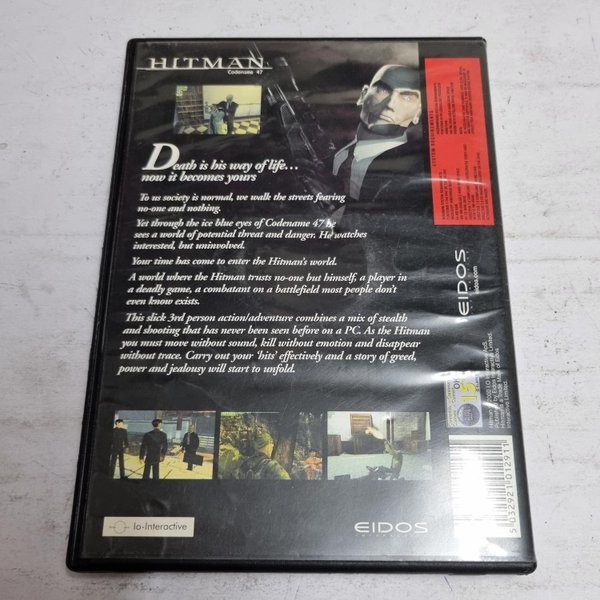 HITMAN
Codename 47
Death is his way of life...
now it becomes yours
To us society is normal, we walk the streets fearing
no-one and nothing.
Yet through the ice blue eyes of Codename 47 he
sees a world of potential threat and danger. He watches
interested, but uninvolved.
Your time has come to enter the Hitman's world.
A world where the Hitman trusts no-one but himself, a player in
a deadly game, a combatant on a battlefield most people don't
even know exists.
This slick 3rd person action/adventure combines a mix of stealth
and shooting that has never been seen before on a PC. As the Hitman
you must move without sound, kill without emotion and disappear
without trace. Carry out your 'hits' effectively and a story of greed,
power and jealousy will start to unfold.
Io-Interactive
EIDOS
SYSTEM REQUIREMENTS
EIDOS
15
5 032921 012911